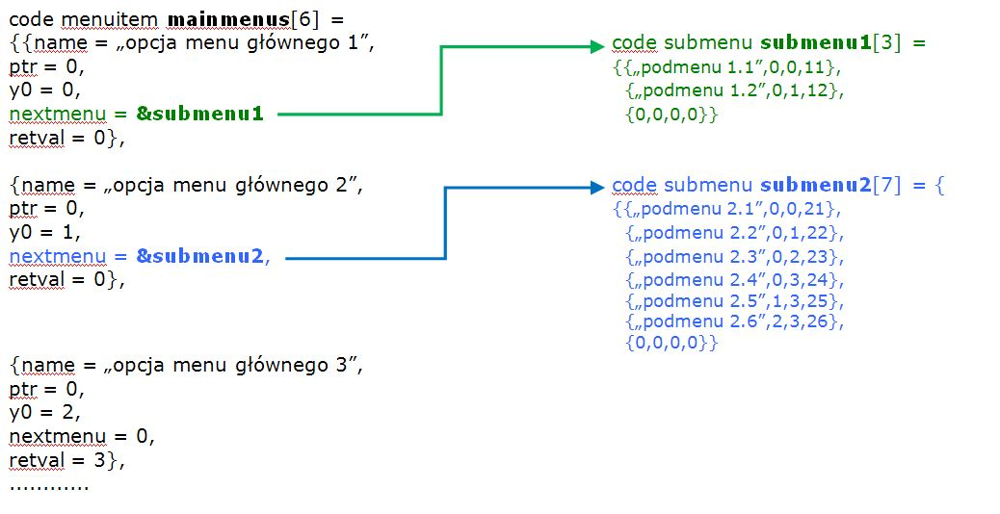 code menuitem mainmenus[6] =
{{name = „opcja menu głównego 1”,
ptr = 0,
y0 = 0,
nextmenu = &submenu1
retval = 0},
{name = „opcja menu głównego 2”,
ptr = 0,
y0 = 1,
nextmenu = &submenu2,
retval = 0},
{name = „opcja menu głównego 3”,
ptr = 0,
y0 = 2,
nextmenu = 0,
retval = 3},
............
code submenu submenu1[3] =
{{„podmenu 1.1”,0,0,11},
{„podmenu 1.2”,0,1,12},
{0,0,0,0}}
code submenu submenu2[7] = {
{{„podmenu 2.1”,0,0,21},
{„podmenu 2.2”,0,1,22},
{„podmenu 2.3”,0,2,23},
{„podmenu 2.4”,0,3,24},
{„podmenu 2.5”,1,3,25},
{„podmenu 2.6”,2,3,26},
{0,0,0,0}}